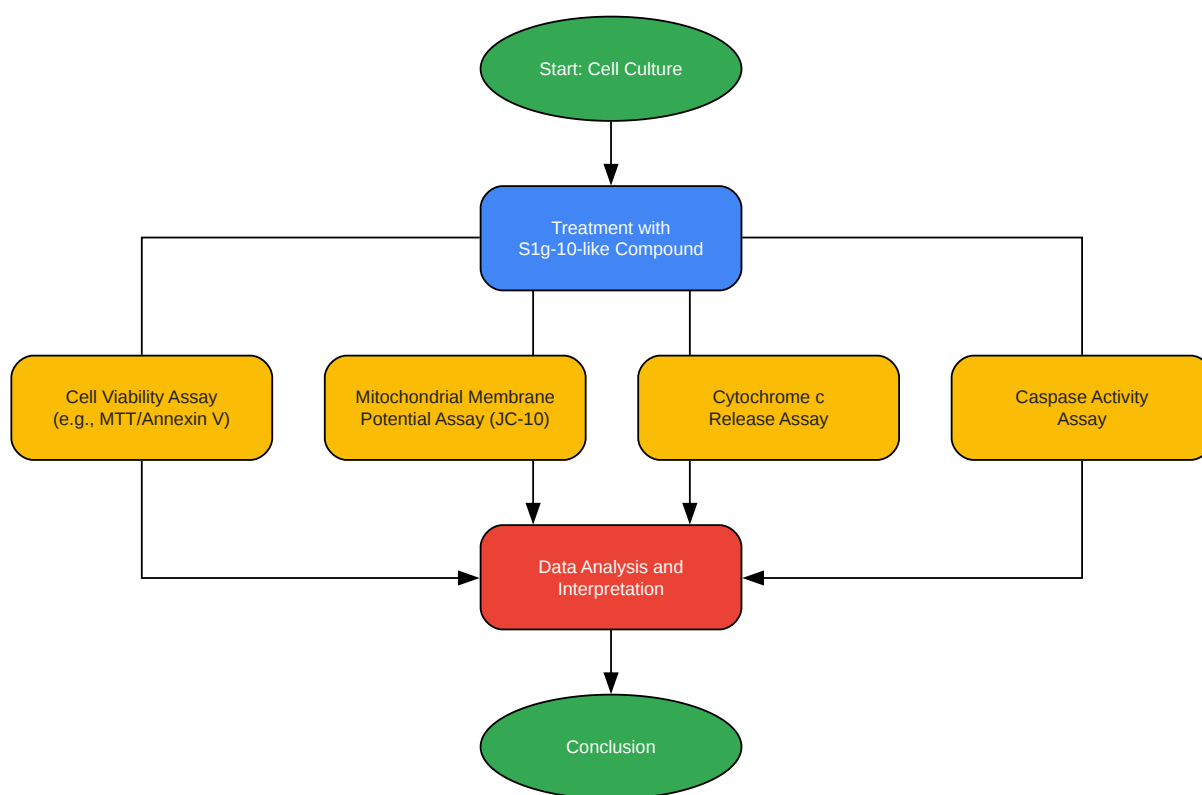 Start: Cell Culture
Treatment with
S1g-10-like Compound
Cell Viability Assay
(e.g., MTT/Annexin V)
Mitochondrial Membrane
Potential Assay (JC-10)
Cytochrome c
Release Assay
Caspase Activity
Assay
Data Analysis and
Interpretation
Conclusion